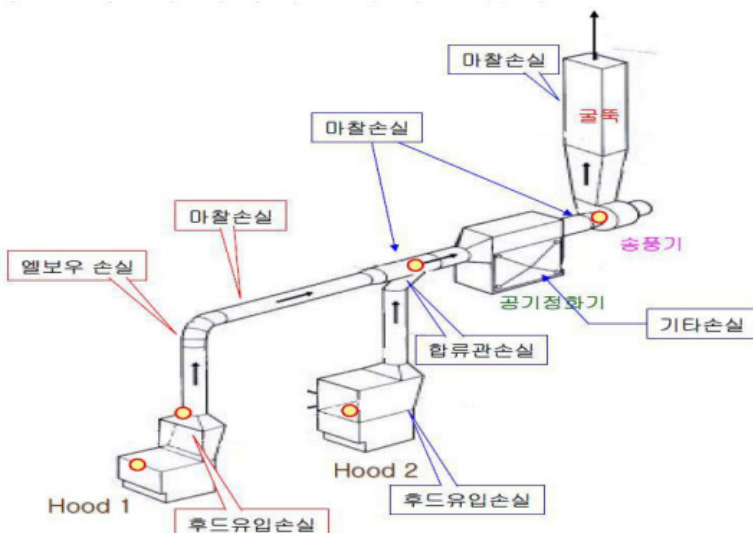 마찰손실
굴뚝
마찰손실
마찰손실
송풍기
엘보우 손실
공기정화기
기타손실
합류관손실
Hood 2
후드유입손실
Hood 1
후드유입손실